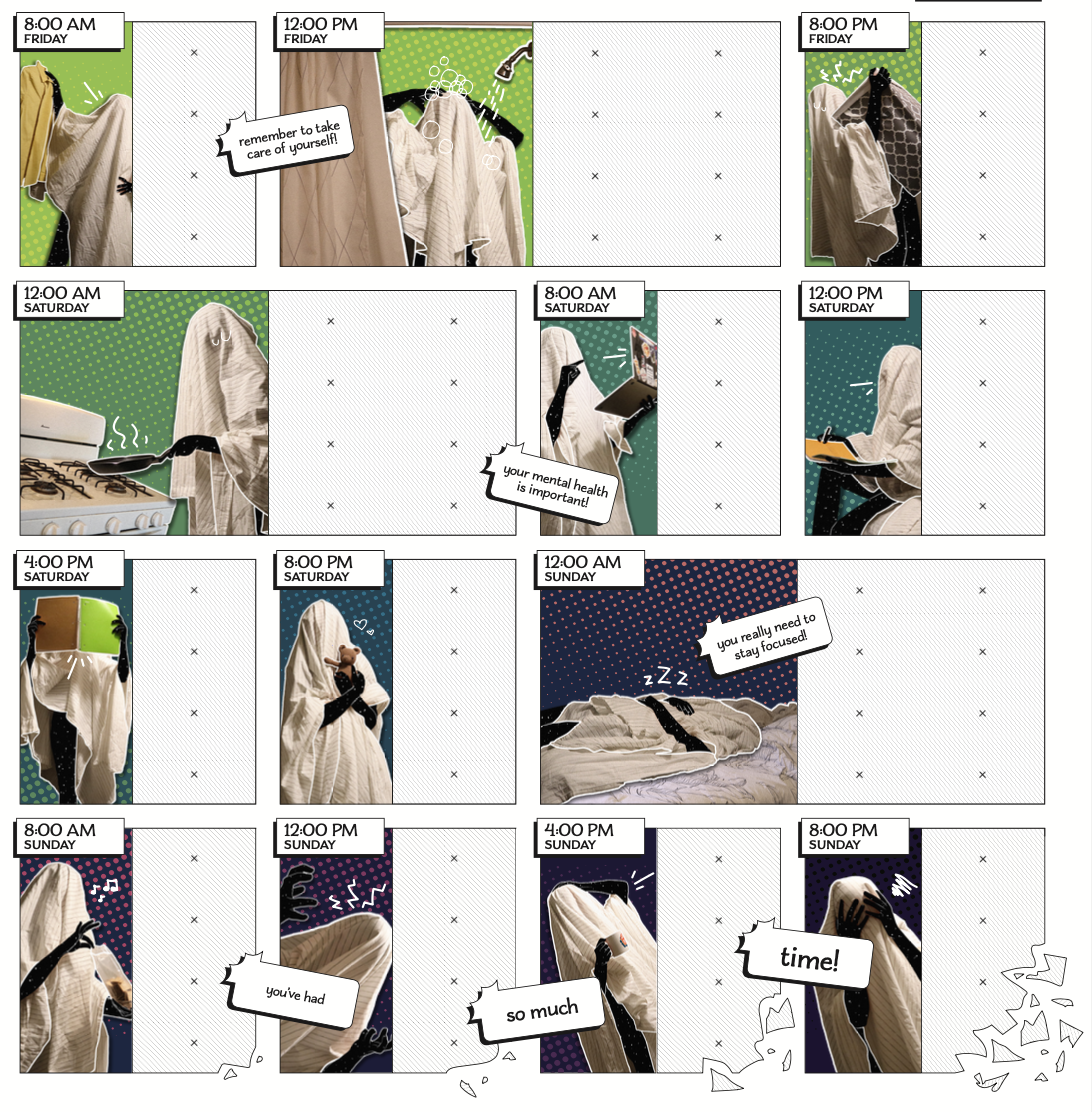 8:00 AM
FRIDAY
12:00 PM
FRIDAY
8:00 PM
FRIDAY
remember to take
care of yourself!
12:00 AM
SATURDAY
8:00 AM
SATURDAY
12:00 PM
SATURDAY
your mental health
is important!
4:00 PM
SATURDAY
8:00 PM
SATURDAY
12:00 AM
SUNDAY
you really need to
stay focused!
zZz
8:00 AM
SUNDAY
12:00 PM
SUNDAY
4:00 PM
SUNDAY
8:00 PM
SUNDAY
you've had
so much
time!